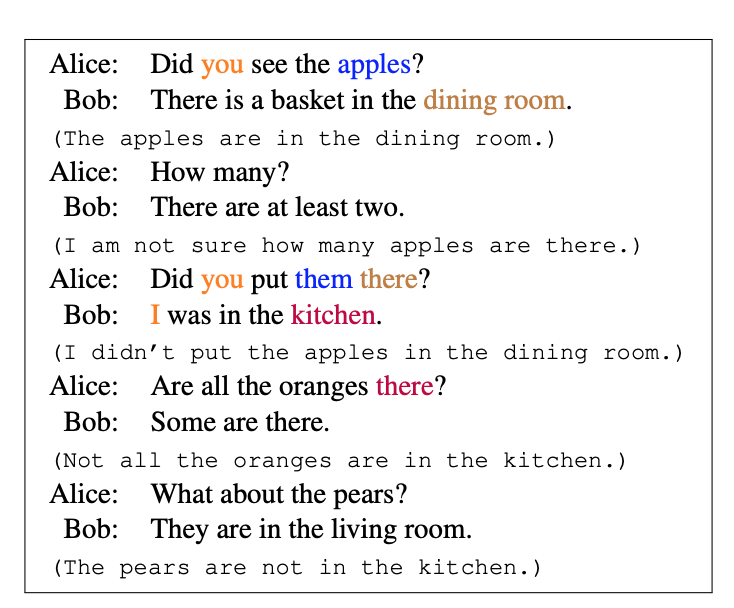 Alice: Did you see the apples?
Bob: There is a basket in the dining room.
(The apples are in the dining room.)
Alice: How many?
Bob: There are at least two.
(I am not sure how many apples are there.)
Alice: Did you put them there?
Bob: I was in the kitchen.
(I didn't put the apples in the dining room.)
Alice: Are all the oranges there?
Bob: Some are there.
(Not all the oranges are in the kitchen.)
Alice: What about the pears?
Bob: They are in the living room.
(The pears are not in the kitchen.)